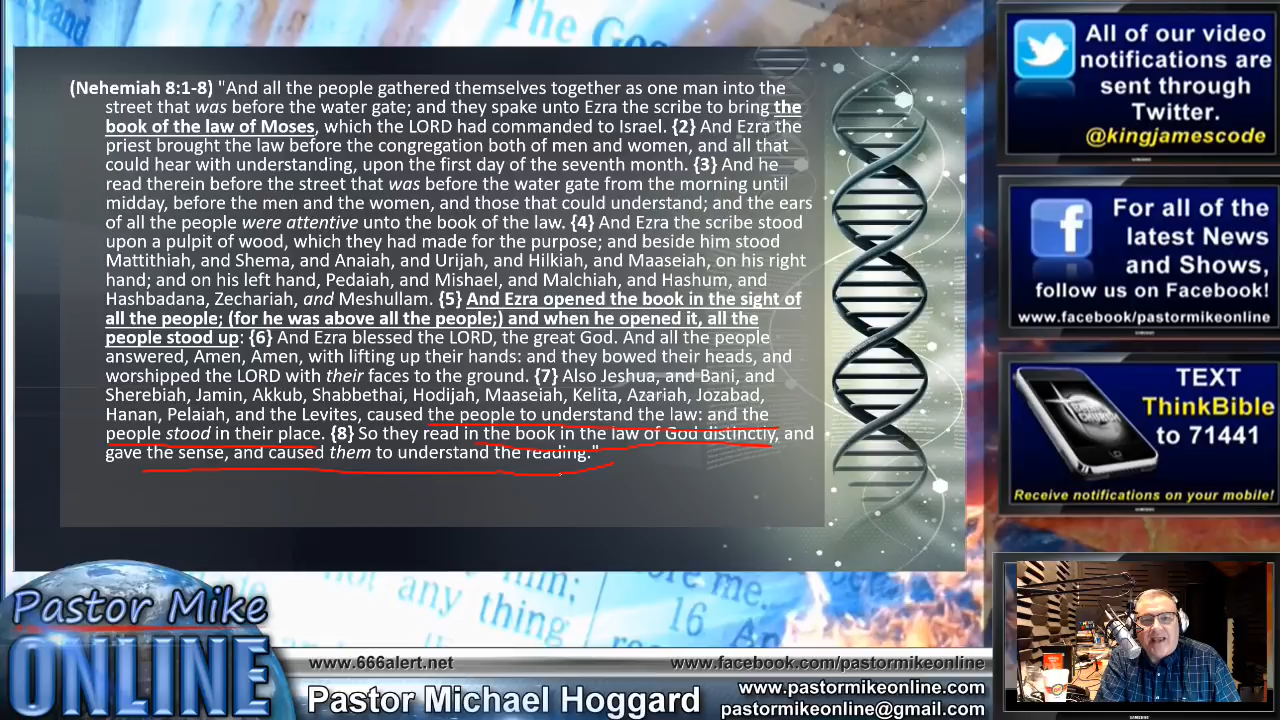 (Nehemiah 8:1-8) "And all the people gathered themselves together as one man into the
street that was before the water gate; and they spake unto Ezra the scribe to bring the
book of the law of Moses, which the LORD had commanded to Israel. {2} And Ezra the
priest brought the law before the congregation both of men and women, and all that
could hear with understanding, upon the first day of the seventh month. {3} And he
read therein before the street that was before the water gate from the morning until
midday, before the men and the women, and those that could understand; and the ears
of all the people were attentive unto the book of the law. {4} And Ezra the scribe stood
upon a pulpit of wood, which they had made for the purpose; and beside him stood
Mattithiah, and Shema, and Anaiah, and Urijah, and Hilkiah, and Maaseiah, on his right
hand; and on his left hand, Pedaiah, and Mishael, and Malchiah, and Hashum, and
Hashbadana, Zechariah, and Meshullam. {5} And Ezra opened the book in the sight of
all the people; (for he was above all the people;) and when he opened it, all the
people stood up: {6} And Ezra blessed the LORD, the great God. And all the people
answered, Amen, Amen, with lifting up their hands: and they bowed their heads, and
worshipped the LORD with their faces to the ground. {7} Also Jeshua, and Bani, and
Sherebiah, Jamin, Akkub, Shabbethai, Hodijah, Maaseiah, Kelita, Azariah, Jozabad,
Hanan, Pelaiah, and the Levites, caused the people to understand the law: and the
people stood in their place. {8} So they read in the book in the law of God distinctly, and
gave the sense, and caused them to understand the reading."
All of our video
notifications are
sent through
Twitter.
@kingjamescode
For all of the
latest News
and Shows,
follow us on Facebook!
www.facebook/pastormikeonline
TEXT
ThinkBible
to 71441
Receive notifications on your mobile!
The Go
not any thing
him;
16 An
re me.
Pastor Mike
ONLINE
www.666alert.net
www.facebook.com/pastormikeonline
Pastor Michael Hoggard
www.pastormikeonline.com
pastormikeonline@gmail.com